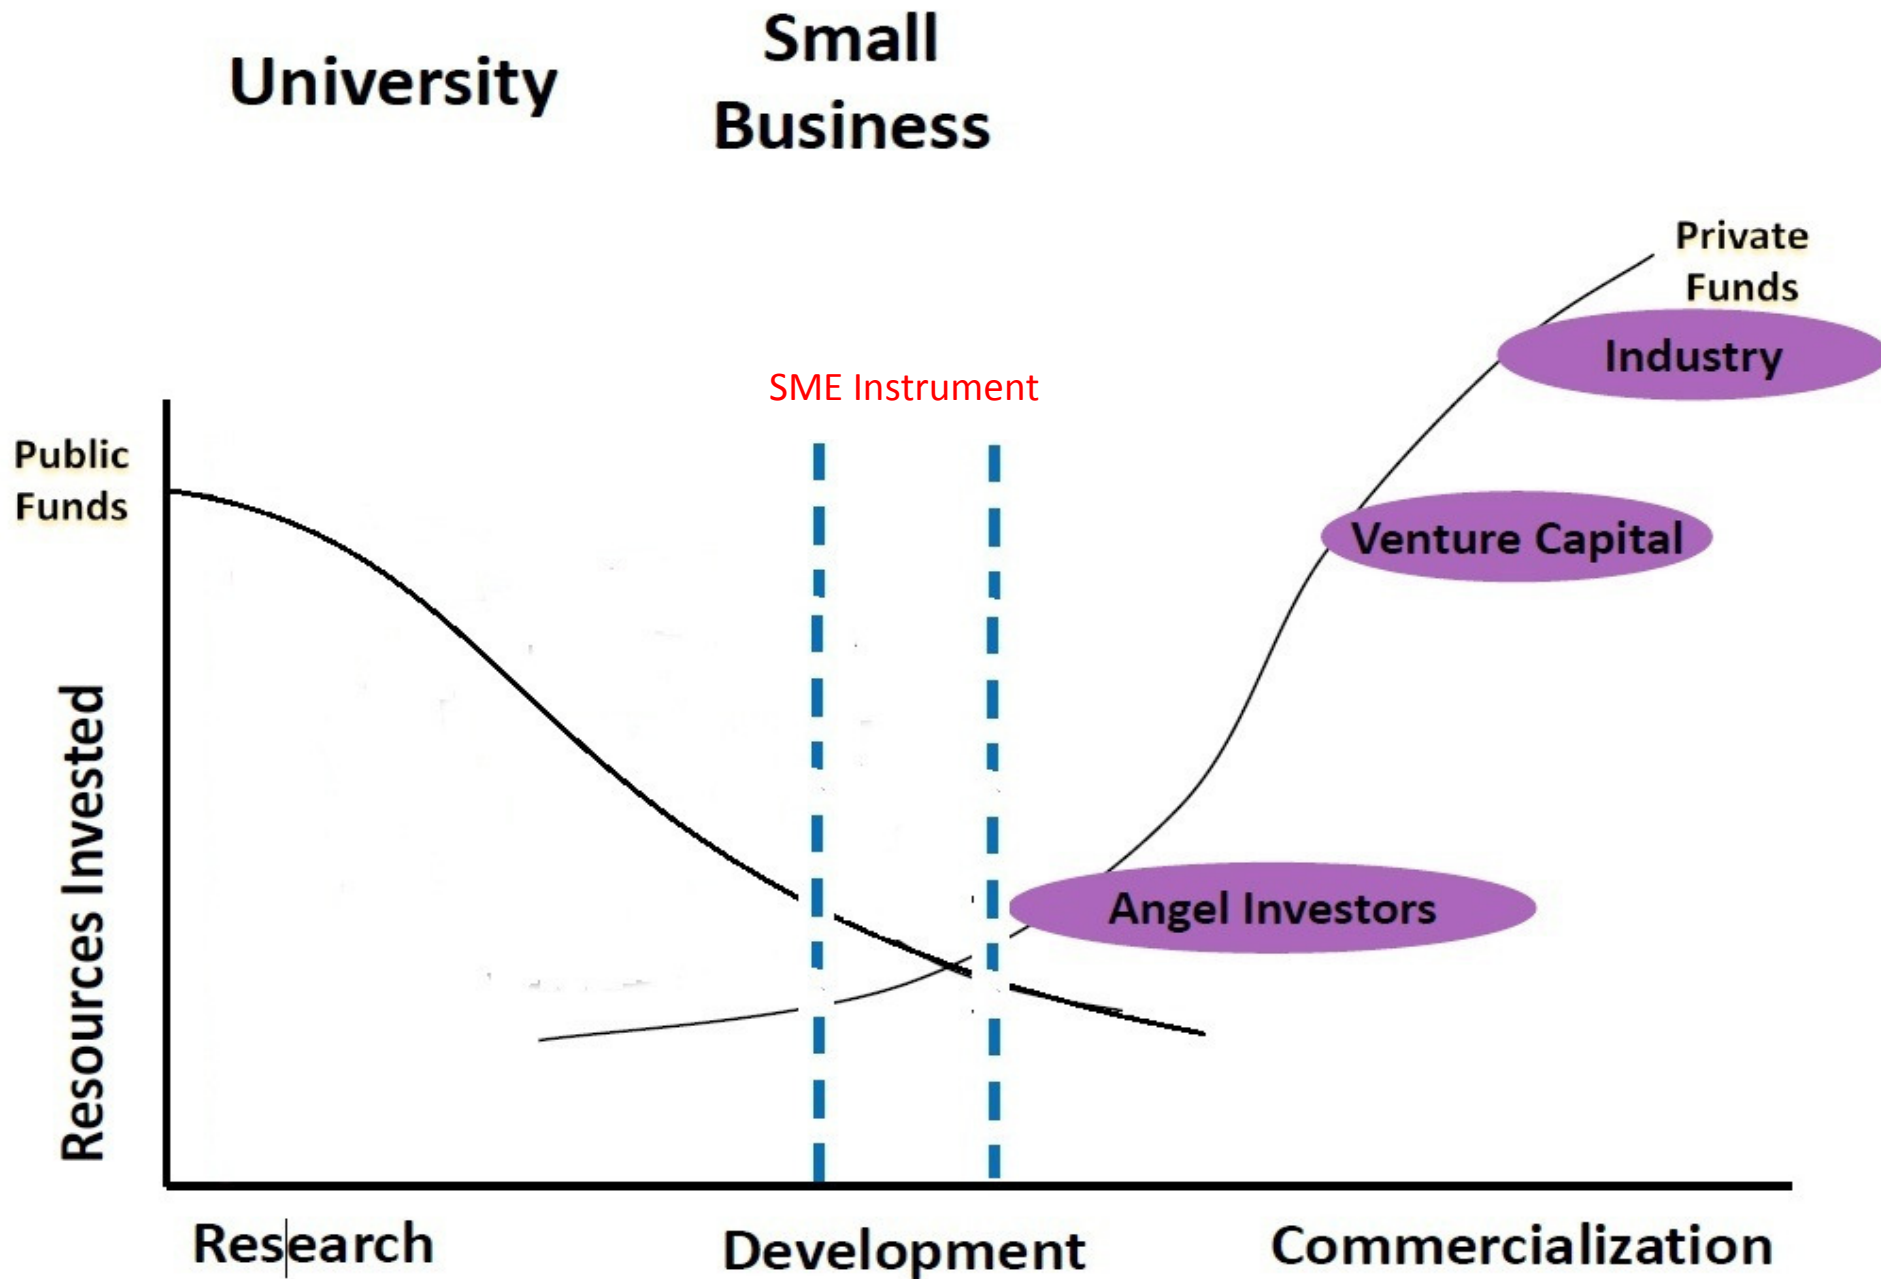 University
Small
Business
Private
Funds
Industry
SME Instrument
Public
Funds
Venture Capital
Resources Invested
Angel Investors
Research
Development
Commercialization